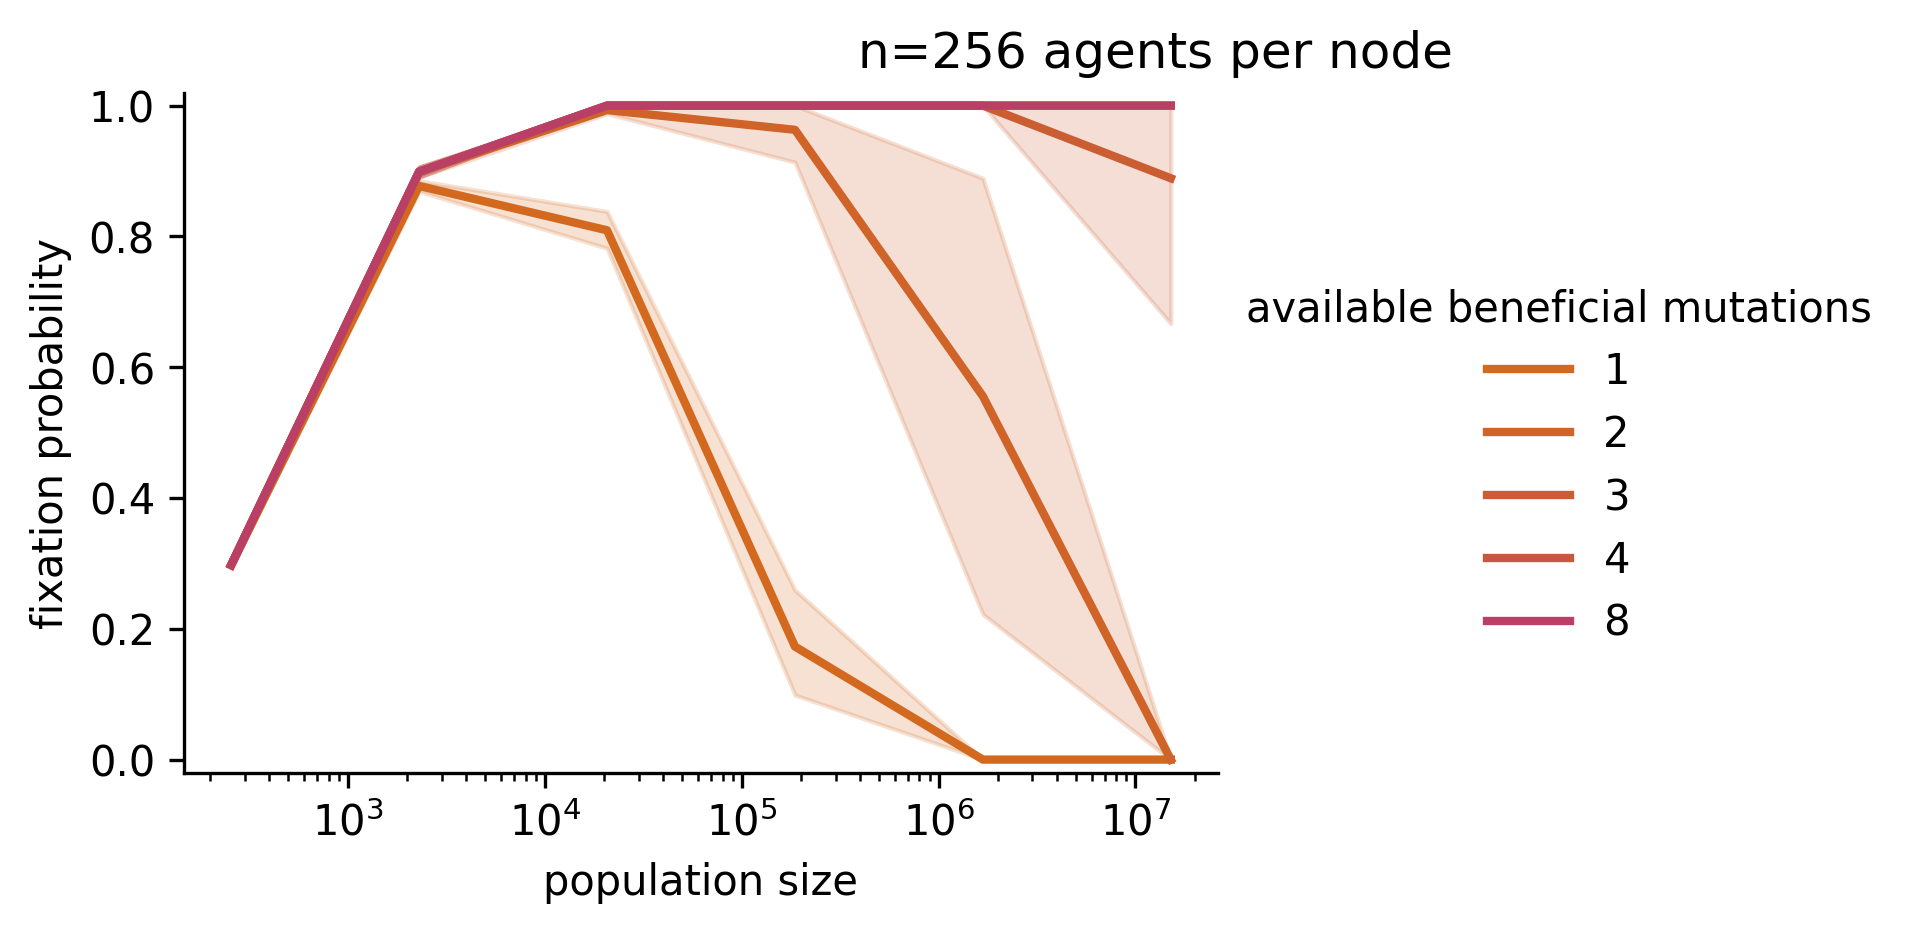 n=256 agents per node
1.0
0.8
0.6
0.4
0.2
0.0
fixation probability
10³ 10⁴ 10⁵ 10⁶ 10⁷
population size
available beneficial mutations
1
2
3
4
8